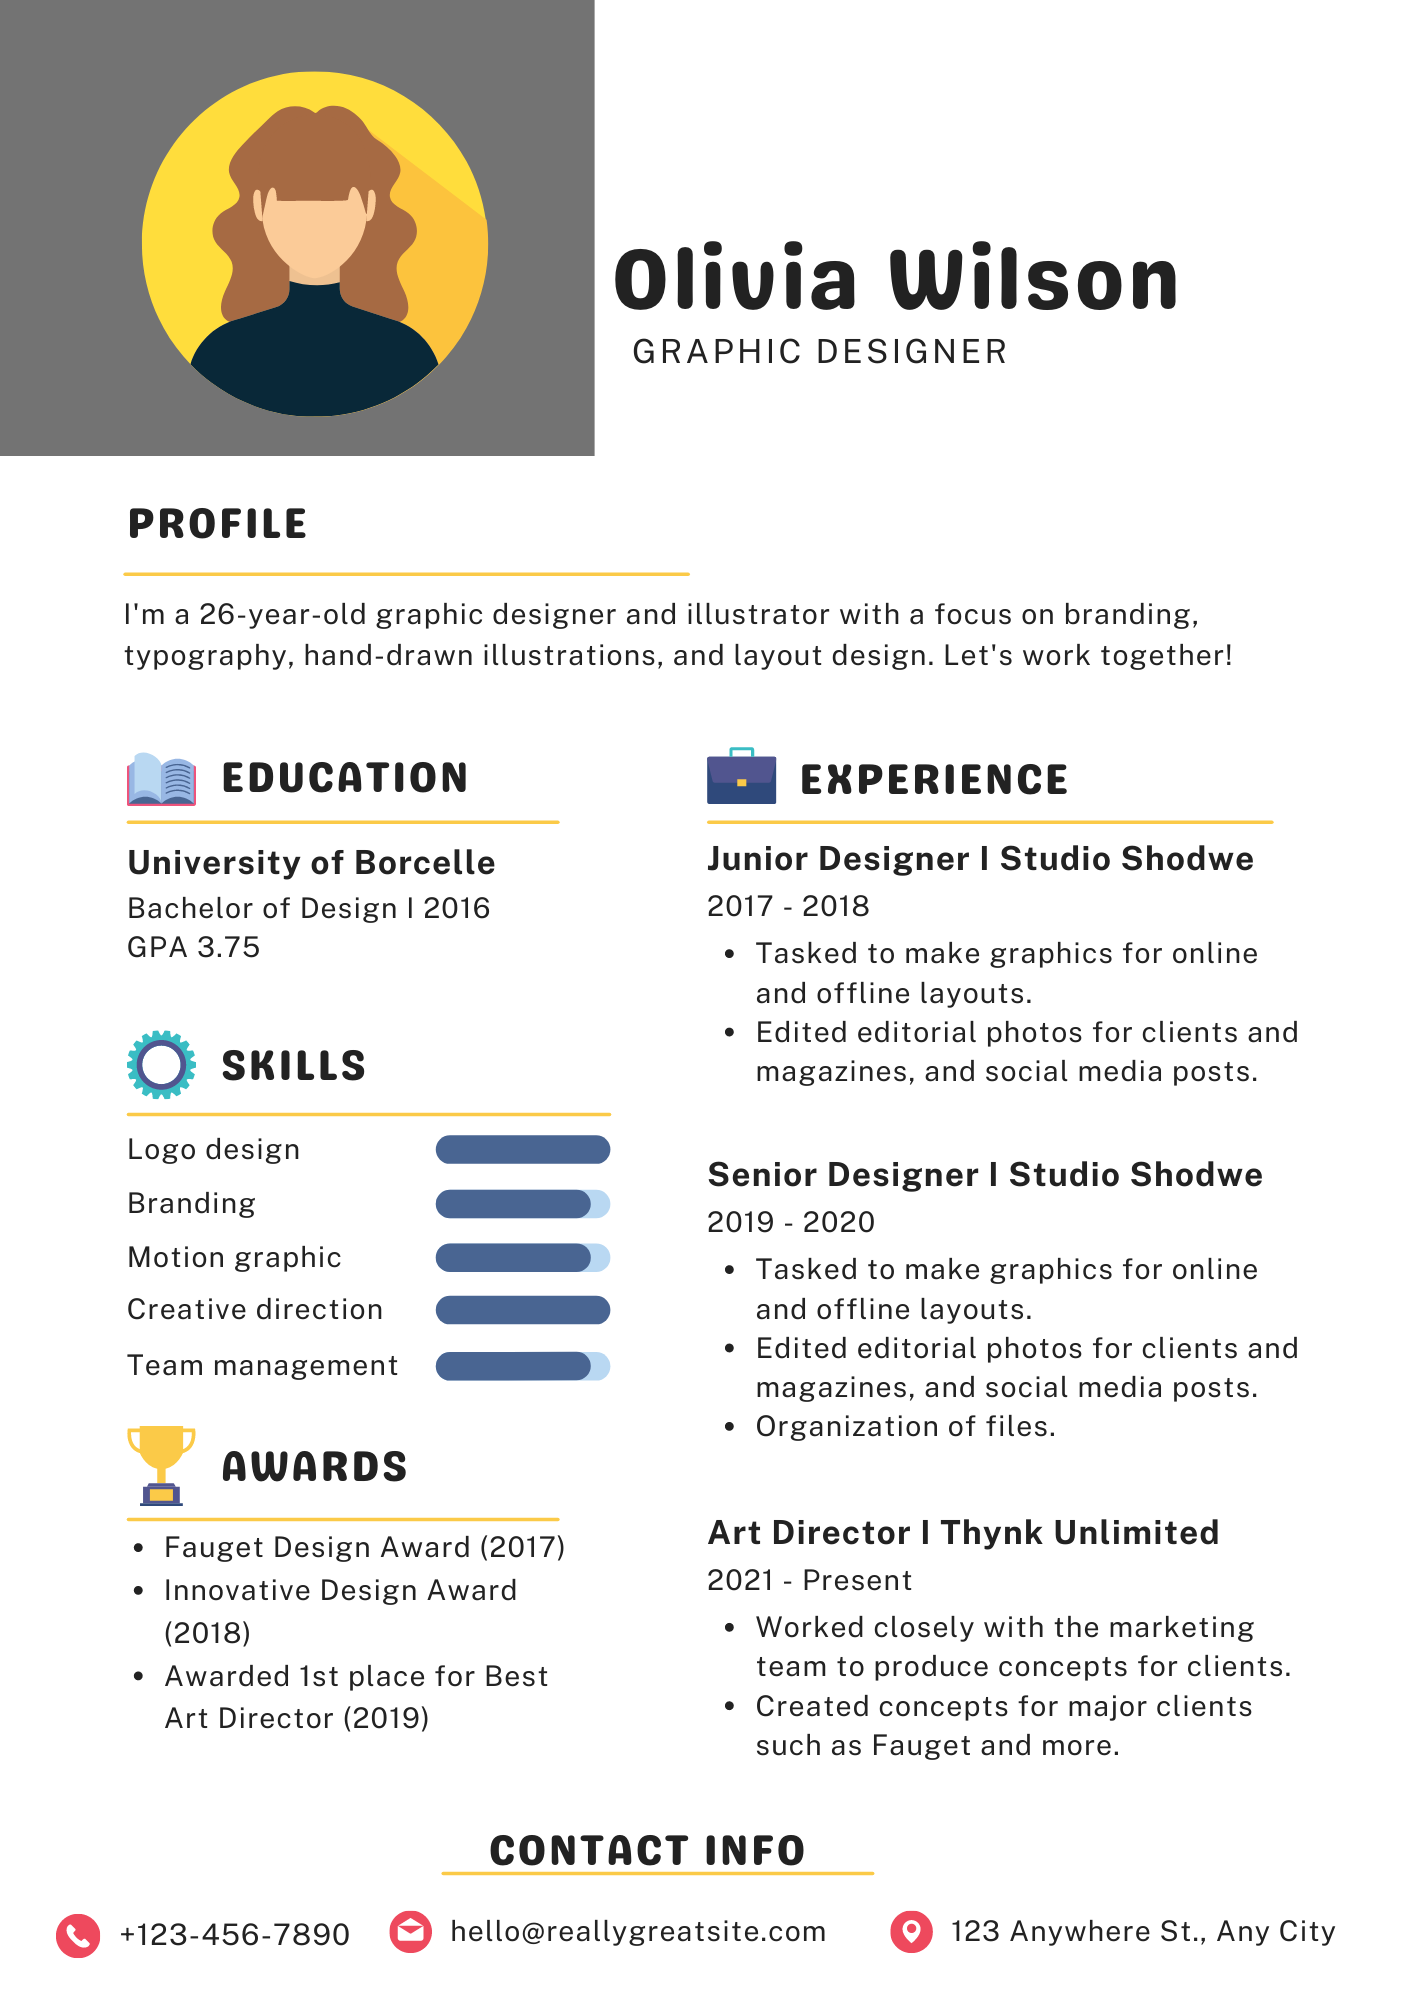 Olivia Wilson
GRAPHIC DESIGNER
PROFILE
I'm a 26-year-old graphic designer and illustrator with a focus on branding,
typography, hand-drawn illustrations, and layout design. Let's work together!
EDUCATION
University of Borcelle
Bachelor of Design I 2016
GPA 3.75
SKILLS
Logo design
Branding
Motion graphic
Creative direction
Team management
AWARDS
• Fauget Design Award (2017)
• Innovative Design Award
(2018)
• Awarded 1st place for Best
Art Director (2019)
EXPERIENCE
Junior Designer I Studio Shodwe
2017 - 2018
• Tasked to make graphics for online
and offline layouts.
• Edited editorial photos for clients and
magazines, and social media posts.
Senior Designer I Studio Shodwe
2019 - 2020
• Tasked to make graphics for online
and offline layouts.
• Edited editorial photos for clients and
magazines, and social media posts.
• Organization of files.
Art Director I Thynk Unlimited
2021 - Present
• Worked closely with the marketing
team to produce concepts for clients.
• Created concepts for major clients
such as Fauget and more.
CONTACT INFO
+123-456-7890
hello@reallygreatsite.com
123 Anywhere St., Any City